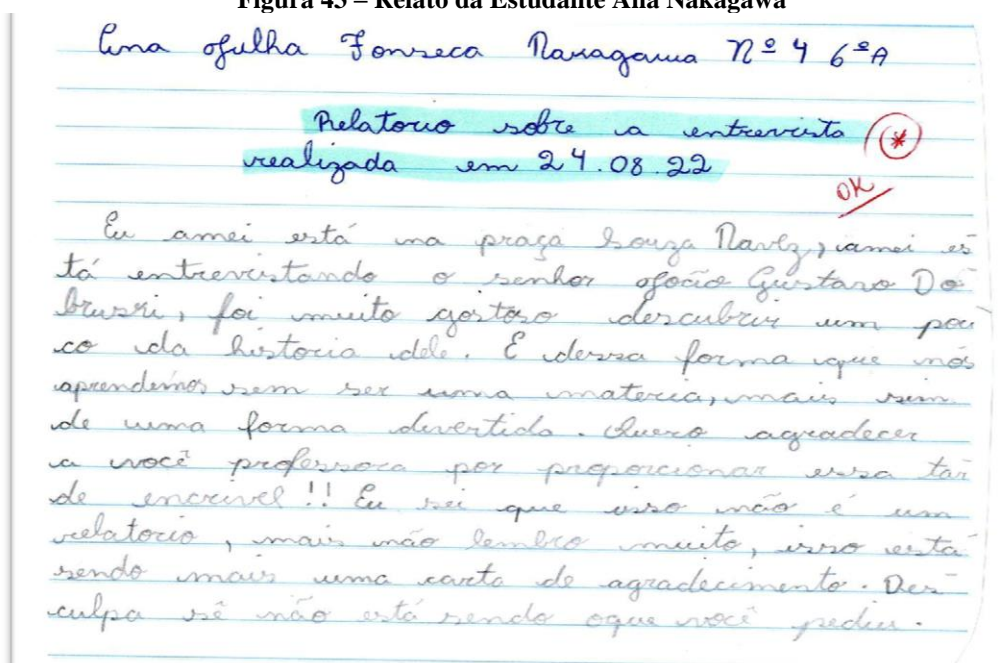 Figura 45 – Relato da Estudante Ana Nakagawa
Ana Julha Fonseca Nakagawa Nº 4 6ºA
Relatorio sobre a entrevista *
realizada em 24.08.22
OK
Eu amei está na praça Souza Navez, amei es
tá entrevistando o senhor João Gustavo Do
bruski, foi muito gostoso descubrir um pou
co da historia dele. É dessa forma que nós
aprendemos sem ser uma materia, mais sim
de uma forma divertida. Quero agradecer
a você professora por proporcionar essa tar
de encrivel!! Eu sei que isso não é um
relatorio, mais não lembro muito, isso está
sendo mais uma carta de agradecimento. Des-
culpa sê não está sendo oque você pediu.